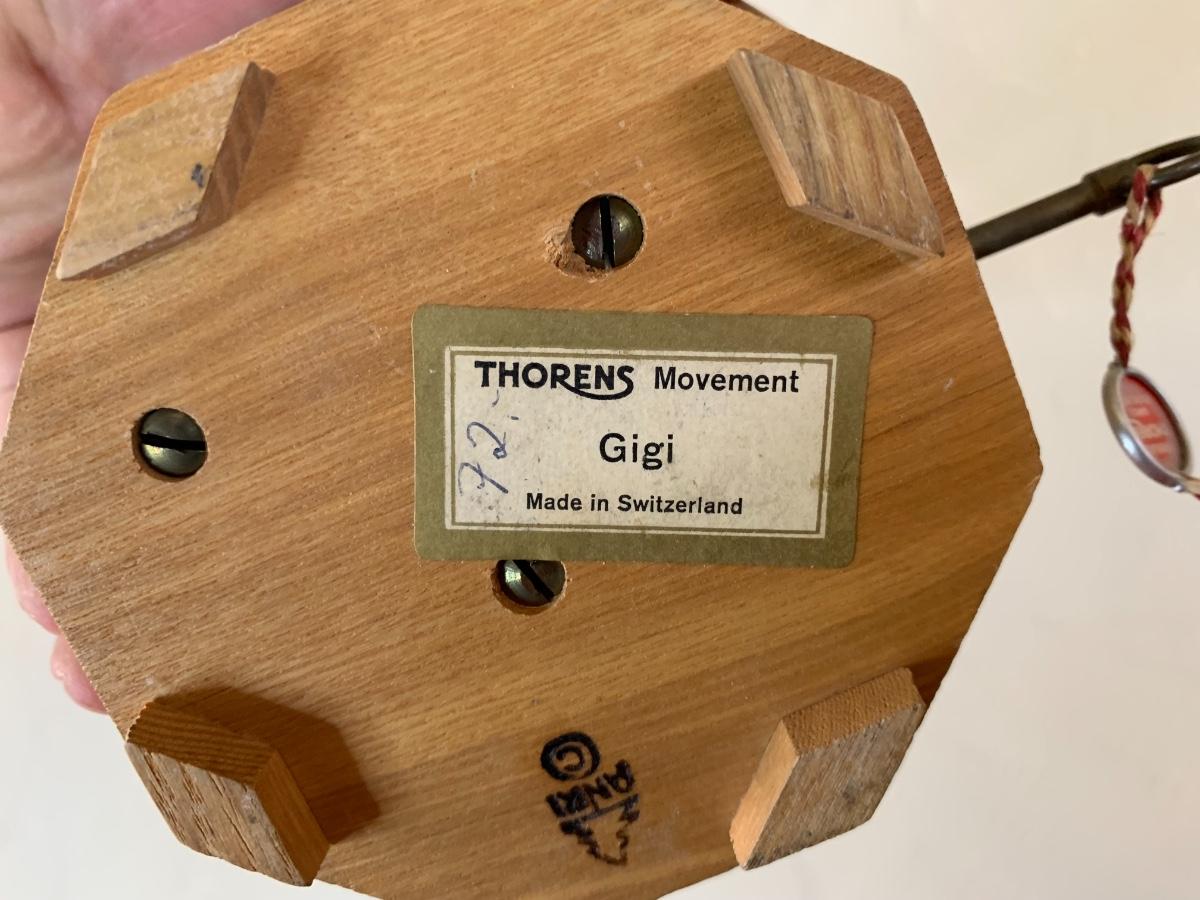 THORENS Movement
72.-
Gigi
Made in Switzerland
©
ANRI